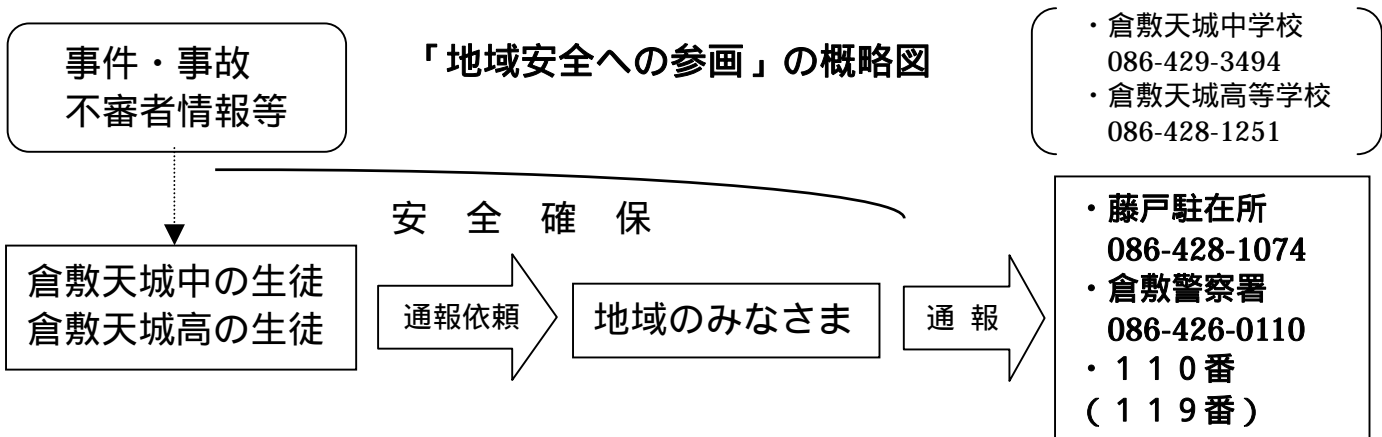 事件・事故
不審者情報等
「地域安全への参画」の概略図
・倉敷天城中学校
086-429-3494
・倉敷天城高等学校
086-428-1251
安 全 確 保
倉敷天城中の生徒
倉敷天城高の生徒
通報依頼
地域のみなさま
通 報
・藤戸駐在所
086-428-1074
・倉敷警察署
086-426-0110
・１１０番
(１１９番)